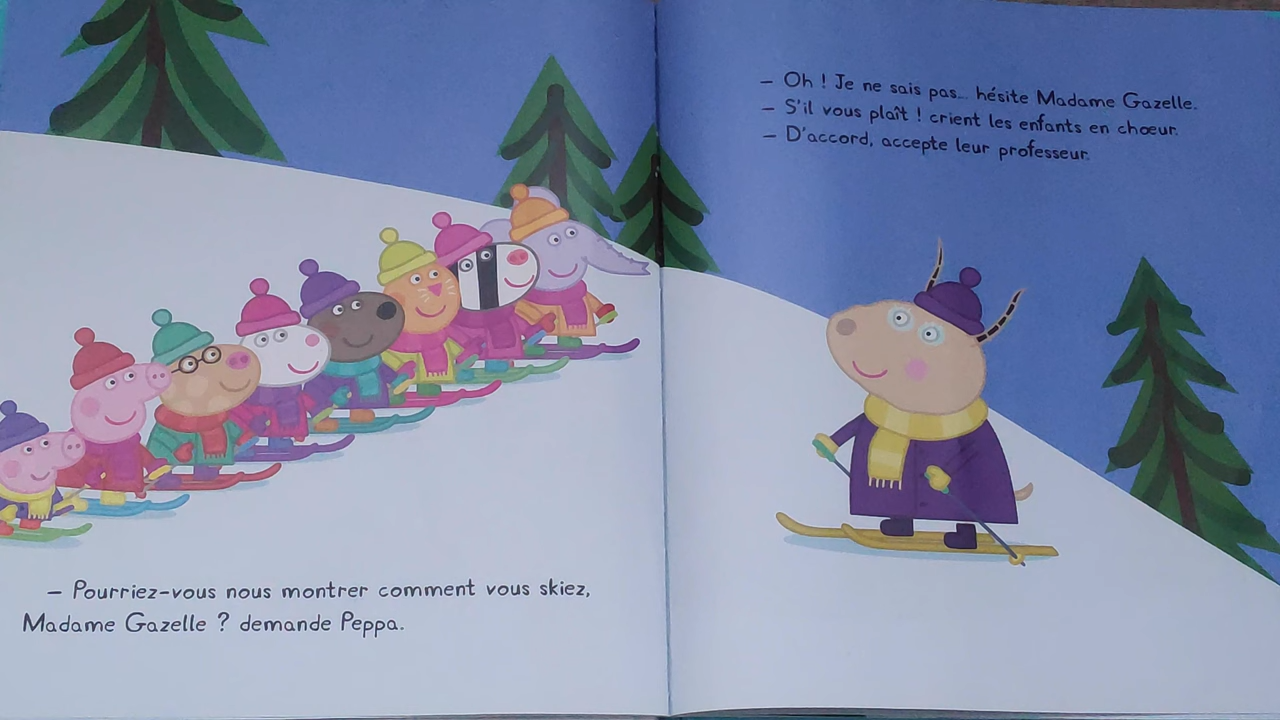 – Pourriez-vous nous montrer comment vous skiez,
Madame Gazelle ? demande Peppa.
– Oh ! Je ne sais pas... hésite Madame Gazelle.
– S'il vous plaît ! crient les enfants en chœur.
– D'accord, accepte leur professeur.